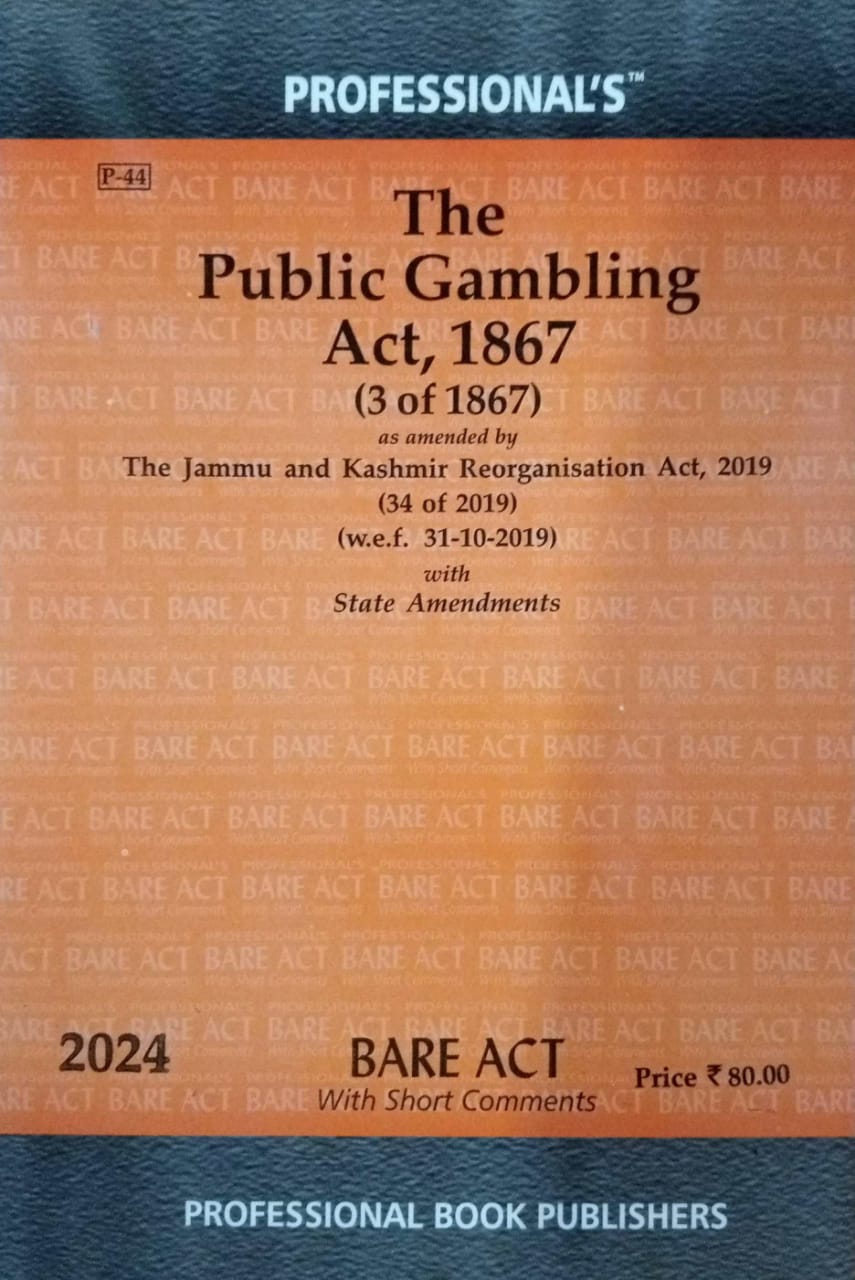 PROFESSIONAL'S™
P-44
The
Public Gambling
Act, 1867
(3 of 1867)
as amended by
The Jammu and Kashmir Reorganisation Act, 2019
(34 of 2019)
(w.e.f. 31-10-2019)
with
State Amendments
2024
BARE ACT
With Short Comments
Price ₹ 80.00
PROFESSIONAL BOOK PUBLISHERS